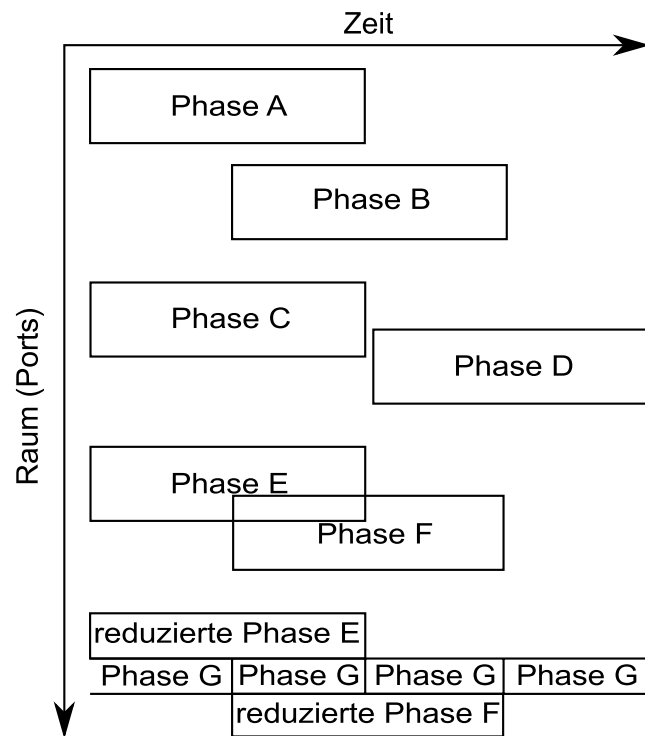 Zeit
Phase A
Phase B
Phase C
Phase D
Raum (Ports)
Phase E
Phase F
reduzierte Phase E
Phase G Phase G Phase G Phase G
reduzierte Phase F